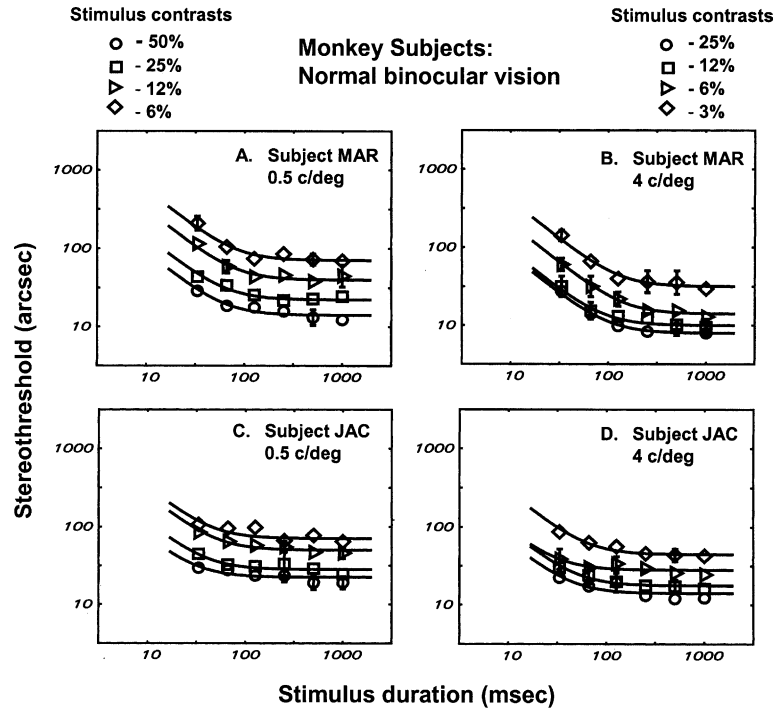 Stimulus contrasts
- 50%
- 25%
- 12%
- 6%
Monkey Subjects:
Normal binocular vision
Stimulus contrasts
- 25%
- 12%
- 6%
- 3%
Stereothreshold (arcsec)
A. Subject MAR
0.5 c/deg
1000
100
10
10 100 1000
B. Subject MAR
4 c/deg
1000
100
10
10 100 1000
C. Subject JAC
0.5 c/deg
1000
100
10
10 100 1000
D. Subject JAC
4 c/deg
1000
100
10
10 100 1000
Stimulus duration (msec)